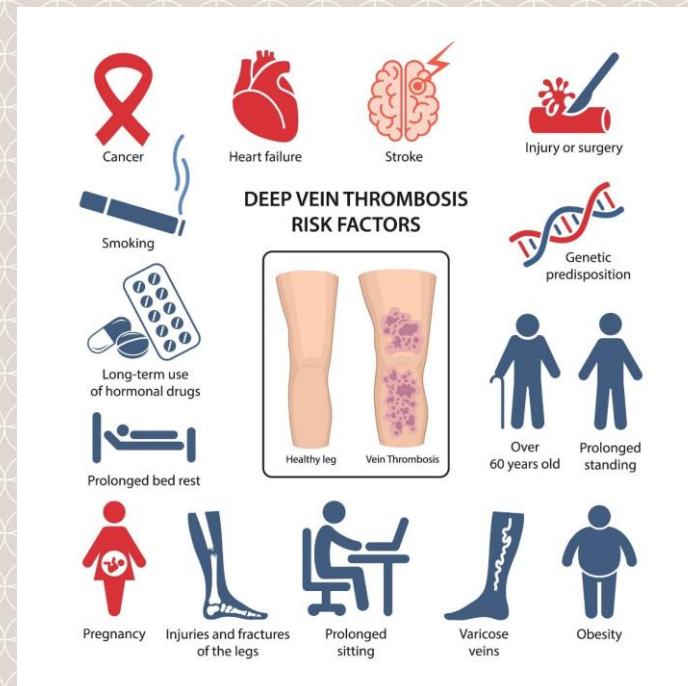 Cancer
Heart failure
Stroke
Injury or surgery
Smoking
DEEP VEIN THROMBOSIS
RISK FACTORS
Genetic
predisposition
Long-term use
of hormonal drugs
Healthy leg
Vein Thrombosis
Over
60 years old
Prolonged
standing
Prolonged bed rest
Pregnancy
Injuries and fractures
of the legs
Prolonged
sitting
Varicose
veins
Obesity